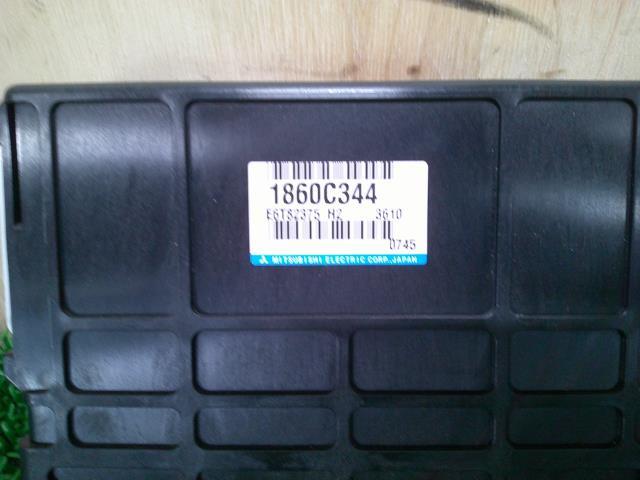 1860C344
E6T82375 H2 3610
0745
MITSUBISHI ELECTRIC CORP. JAPAN